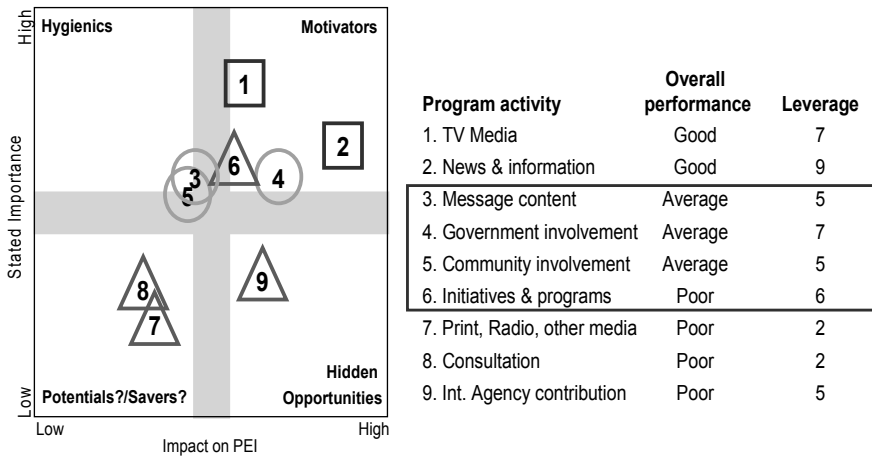 High
Hygienics
Motivators
1
2
6
3
4
5
8
9
7
Hidden
Potentials?/Savers?
Opportunities
Low
Stated Importance
Low
High
Impact on PEI
Overall
Program activity performance Leverage
1. TV Media Good 7
2. News & information Good 9
3. Message content Average 5
4. Government involvement Average 7
5. Community involvement Average 5
6. Initiatives & programs Poor 6
7. Print, Radio, other media Poor 2
8. Consultation Poor 2
9. Int. Agency contribution Poor 5